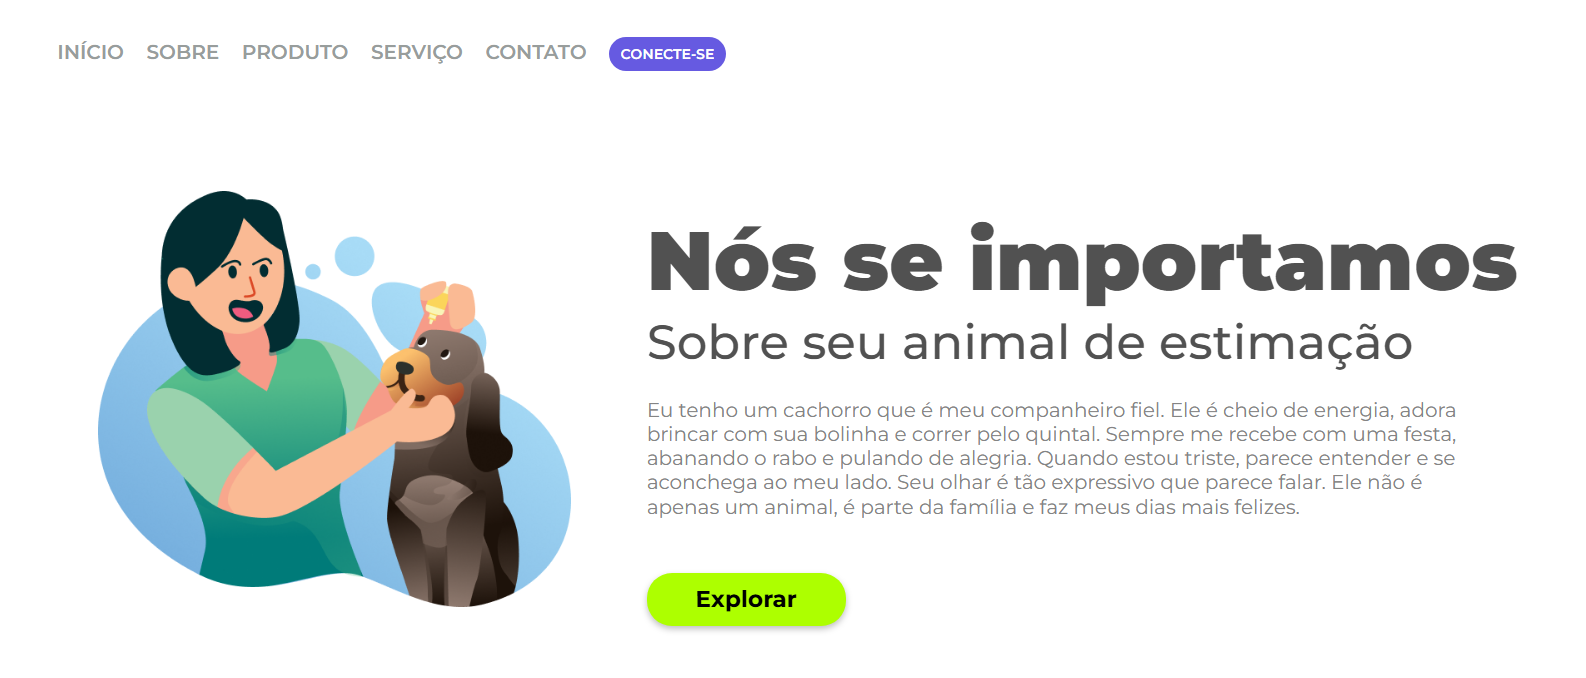 INÍCIO SOBRE PRODUTO SERVIÇO CONTATO CONECTE-SE
Nós se importamos
Sobre seu animal de estimação
Eu tenho um cachorro que é meu companheiro fiel. Ele é cheio de energia, adora
brincar com sua bolinha e correr pelo quintal. Sempre me recebe com uma festa,
abanando o rabo e pulando de alegria. Quando estou triste, parece entender e se
aconchega ao meu lado. Seu olhar é tão expressivo que parece falar. Ele não é
apenas um animal, é parte da família e faz meus dias mais felizes.
Explorar